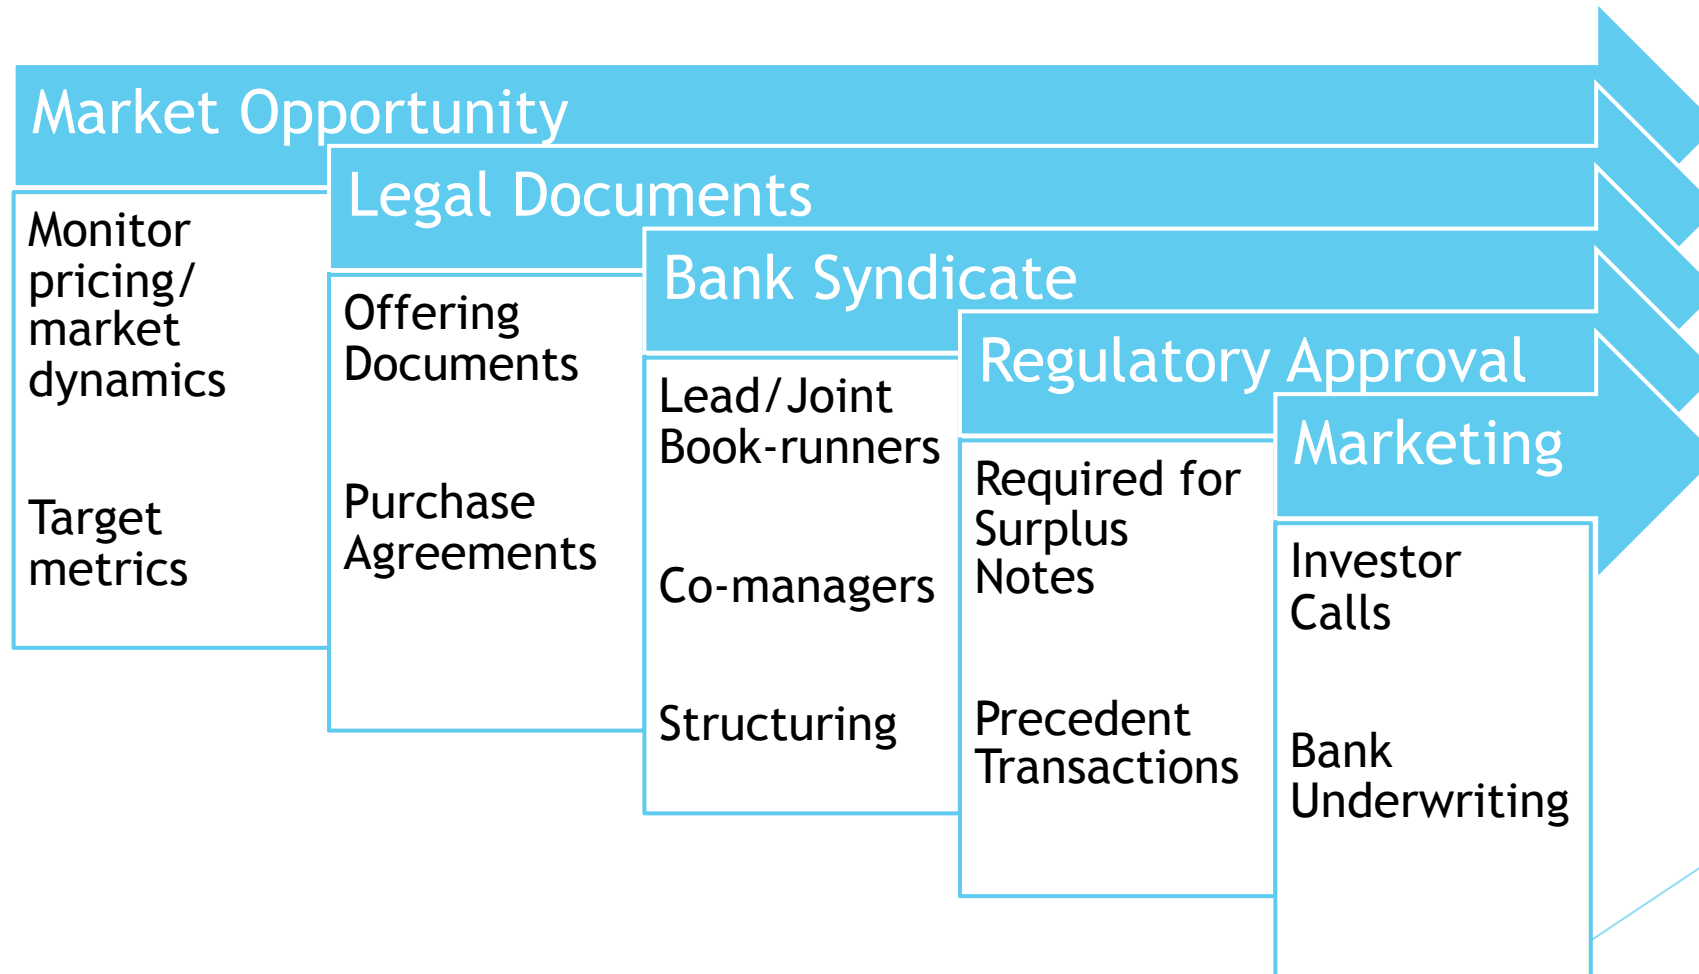 Market Opportunity
Monitor
pricing/
market
dynamics
Target
metrics
Legal Documents
Offering
Documents
Purchase
Agreements
Bank Syndicate
Lead/Joint
Book-runners
Co-managers
Structuring
Regulatory Approval
Required for
Surplus
Notes
Precedent
Transactions
Marketing
Investor
Calls
Bank
Underwriting